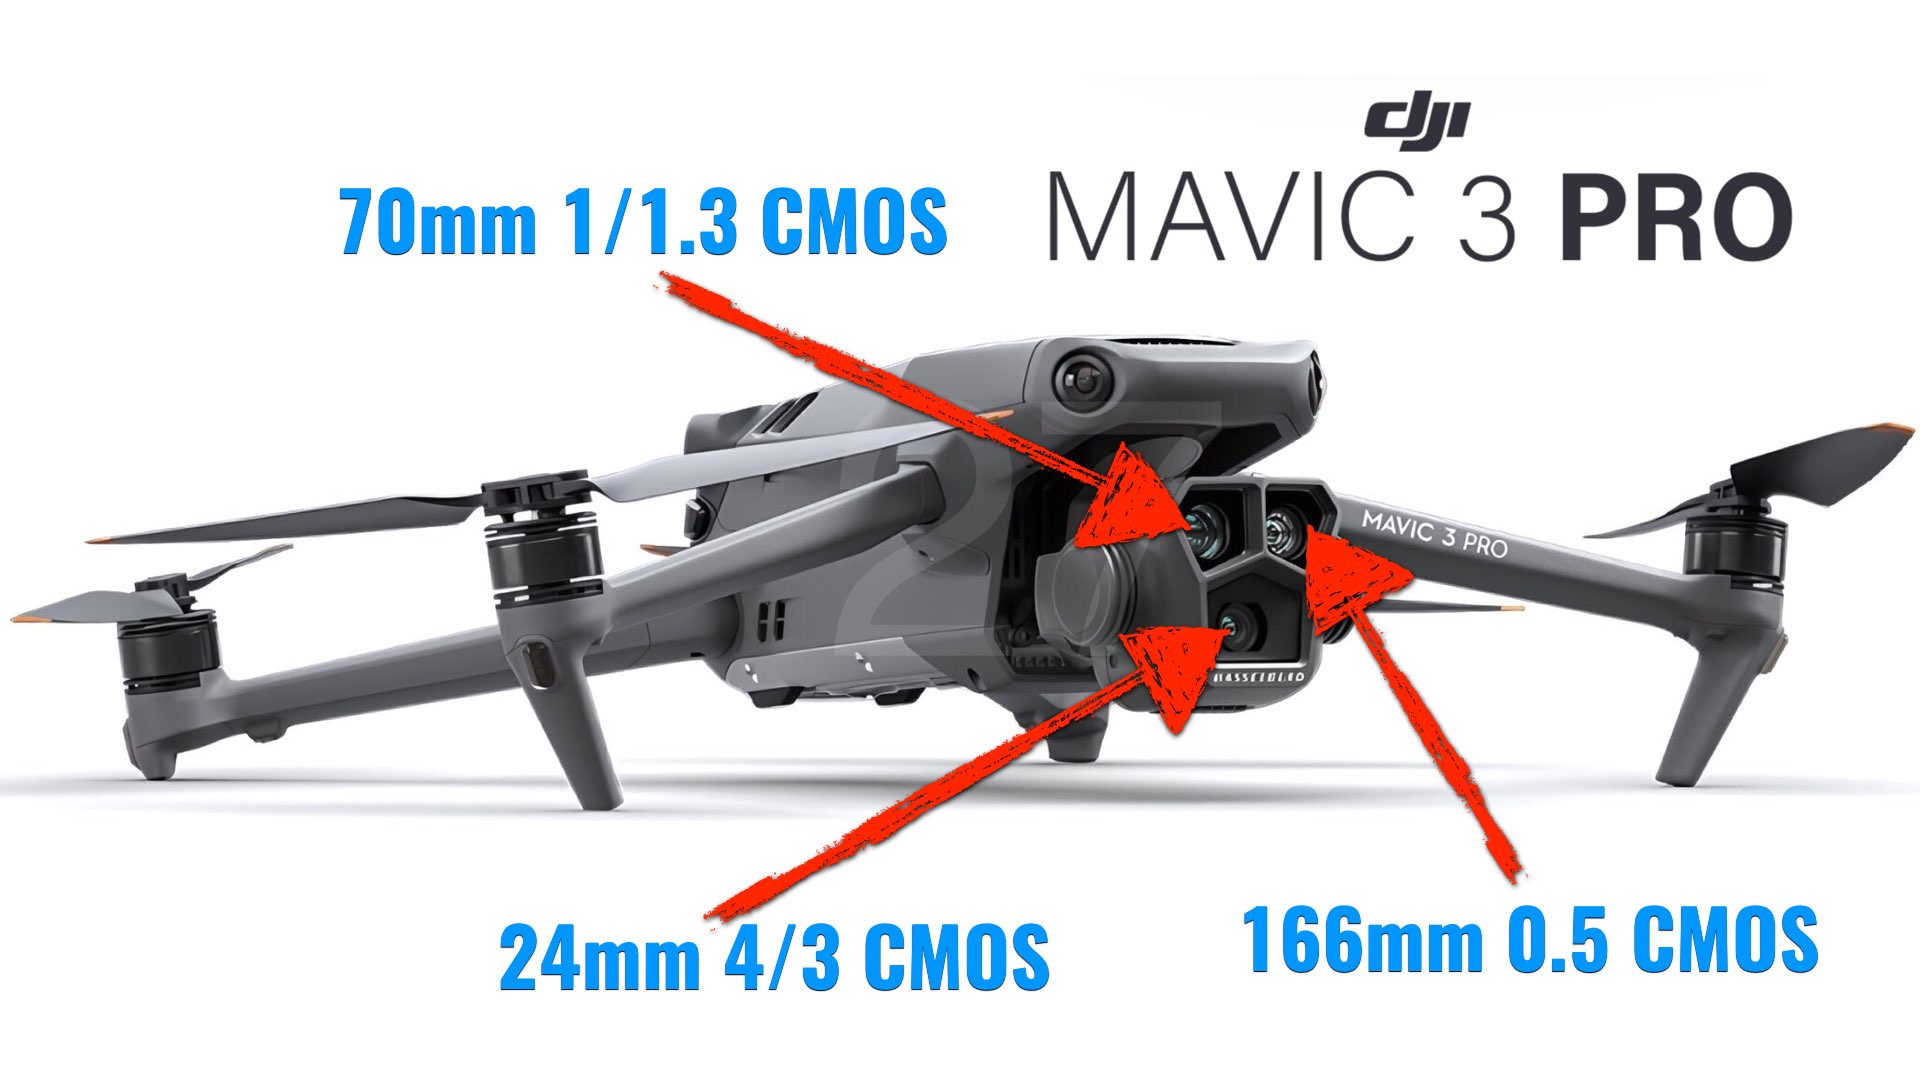 dji
MAVIC 3 PRO
70mm 1/1.3 CMOS
27
MAVIC 3 PRO
HASSELBLAD
24mm 4/3 CMOS
166mm 0.5 CMOS